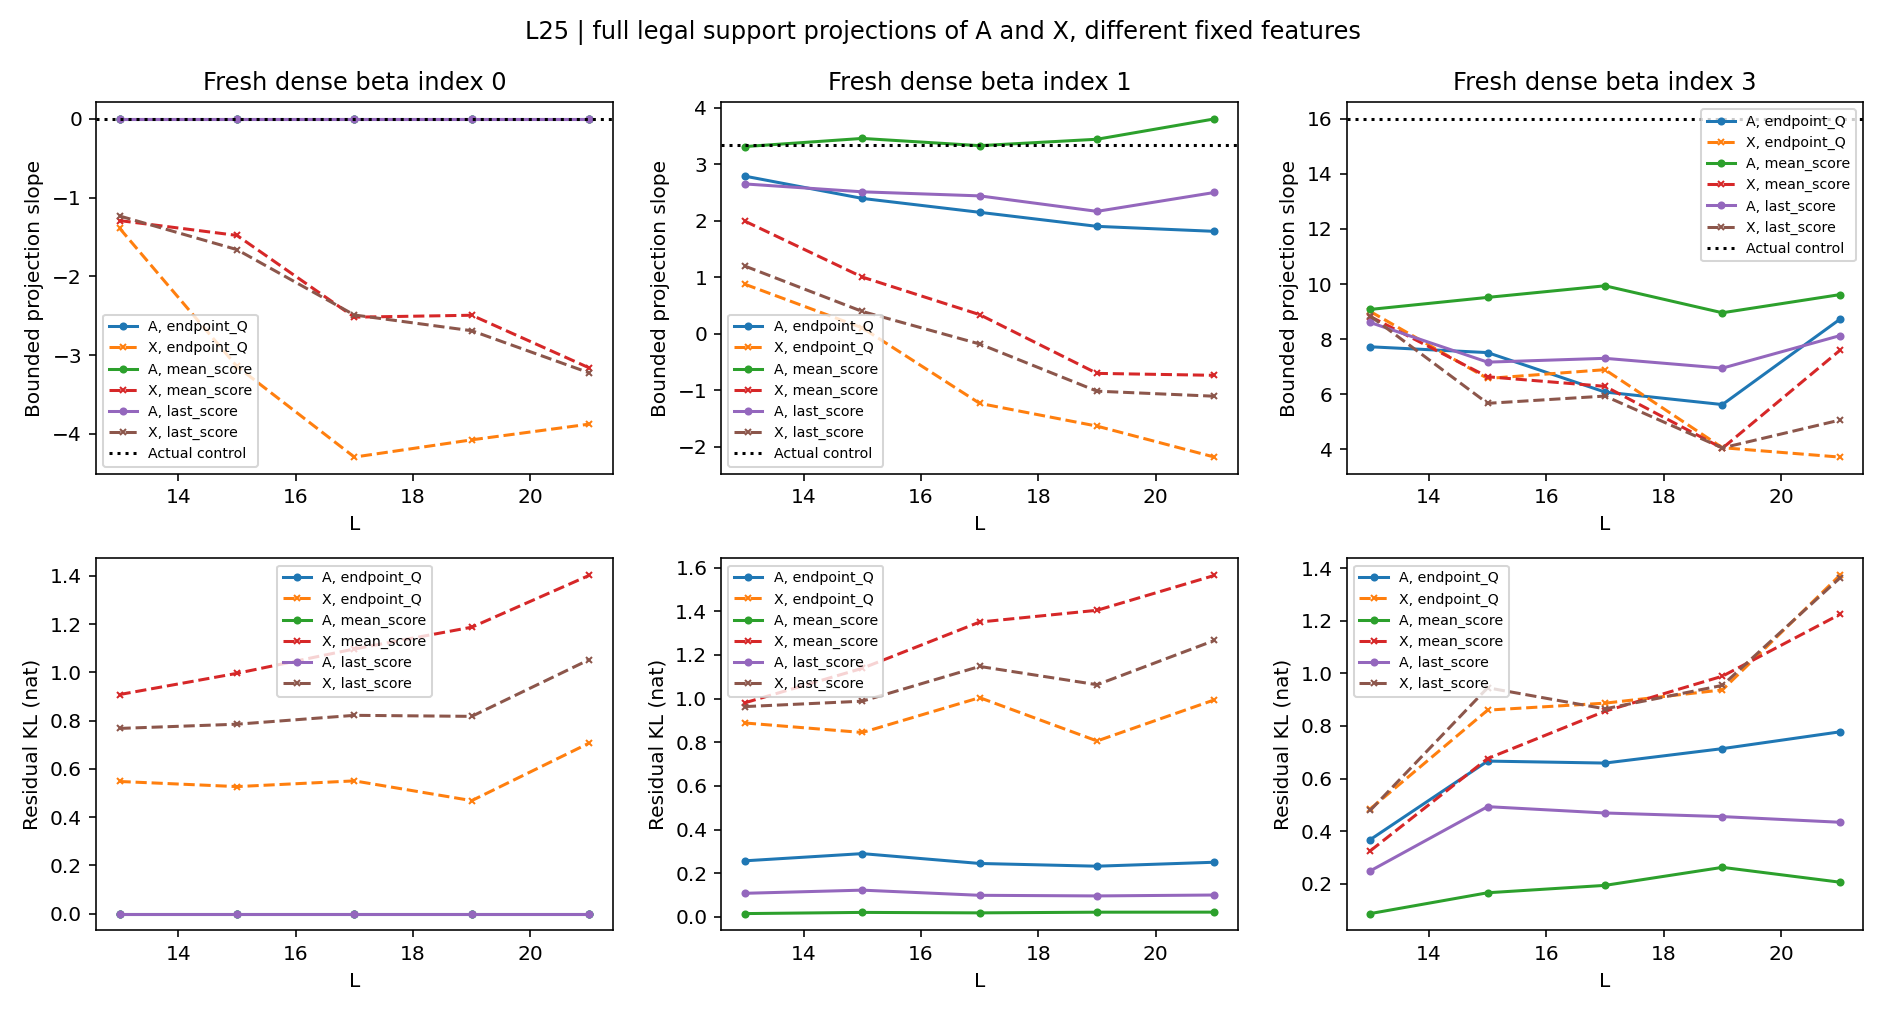 L25 | full legal support projections of A and X, different fixed features
Fresh dense beta index 0
Bounded projection slope
0
−1
−2
−3
−4
A, endpoint_Q
X, endpoint_Q
A, mean_score
X, mean_score
A, last_score
X, last_score
Actual control
14
16
18
20
L
Fresh dense beta index 1
Bounded projection slope
4
3
2
1
0
−1
−2
A, endpoint_Q
X, endpoint_Q
A, mean_score
X, mean_score
A, last_score
X, last_score
Actual control
14
16
18
20
L
Fresh dense beta index 3
Bounded projection slope
16
14
12
10
8
6
4
A, endpoint_Q
X, endpoint_Q
A, mean_score
X, mean_score
A, last_score
X, last_score
Actual control
14
16
18
20
L
Residual KL (nat)
1.4
1.2
1.0
0.8
0.6
0.4
0.2
0.0
A, endpoint_Q
X, endpoint_Q
A, mean_score
X, mean_score
A, last_score
X, last_score
14
16
18
20
L
Residual KL (nat)
1.6
1.4
1.2
1.0
0.8
0.6
0.4
0.2
0.0
A, endpoint_Q
X, endpoint_Q
A, mean_score
X, mean_score
A, last_score
X, last_score
14
16
18
20
L
Residual KL (nat)
1.4
1.2
1.0
0.8
0.6
0.4
0.2
A, endpoint_Q
X, endpoint_Q
A, mean_score
X, mean_score
A, last_score
X, last_score
14
16
18
20
L